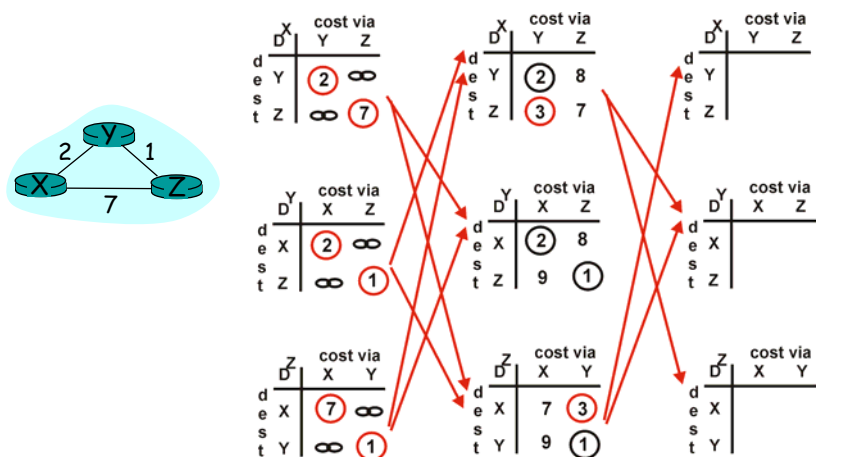 Y
2 1
X Z
7
X cost via
D Y Z
dest
Y 2 ∞
Z ∞ 7
X cost via
D Y Z
dest
Y 2 8
Z 3 7
X cost via
D Y Z
dest
Y
Z
Y cost via
D X Z
dest
X 2 ∞
Z ∞ 1
Y cost via
D X Z
dest
X 2 8
Z 9 1
Y cost via
D X Z
dest
X
Z
Z cost via
D X Y
dest
X 7 ∞
Y ∞ 1
Z cost via
D X Y
dest
X 7 3
Y 9 1
Z cost via
D X Y
dest
X
Y